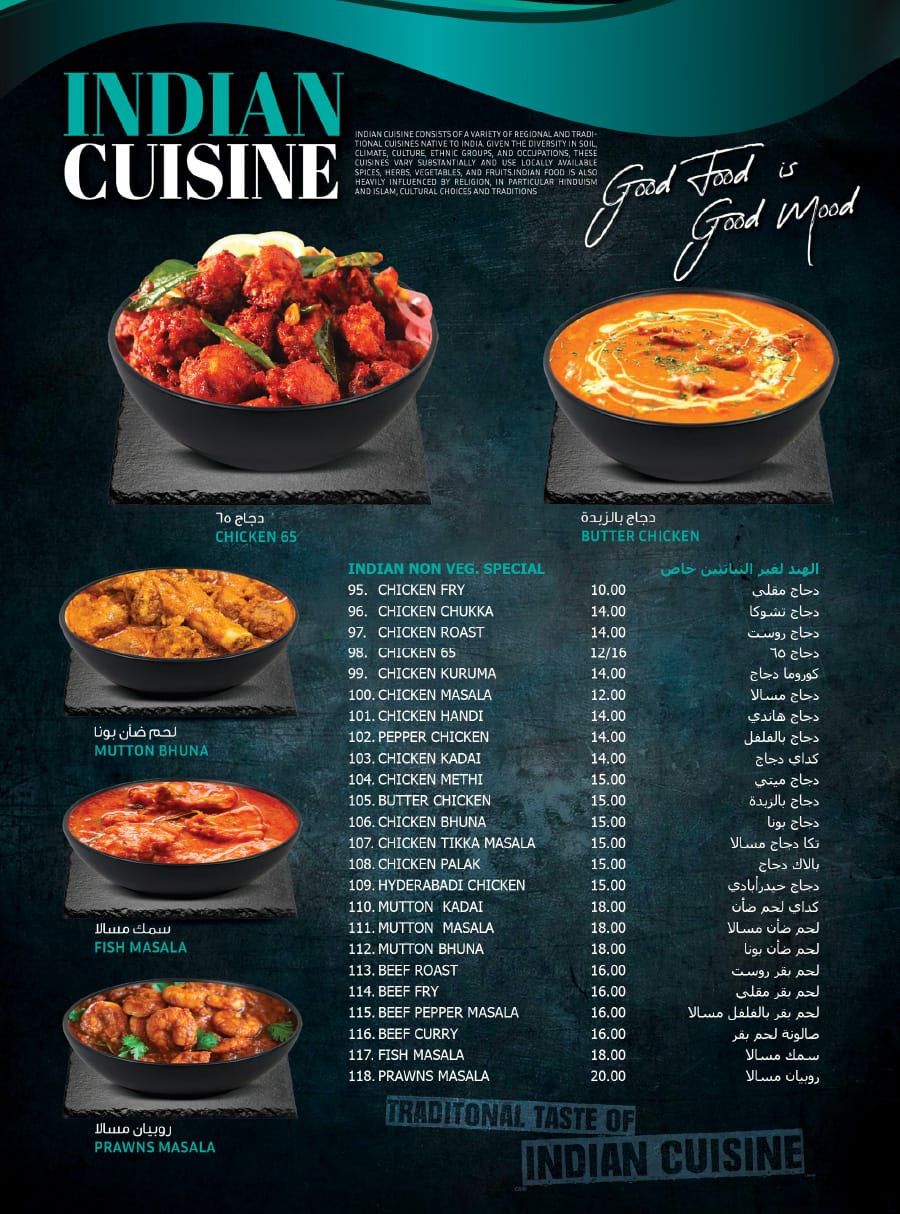 INDIAN
CUISINE
INDIAN CUISINE CONSISTS OF A VARIETY OF REGIONAL AND TRADI-
TIONAL CUISINES NATIVE TO INDIA. GIVEN THE DIVERSITY IN SOIL,
CLIMATE, CULTURE, ETHNIC GROUPS, AND OCCUPATIONS, THESE
CUISINES VARY SUBSTANTIALLY AND USE LOCALLY AVAILABLE
SPICES, HERBS, VEGETABLES, AND FRUITS.INDIAN FOOD IS ALSO
HEAVILY INFLUENCED BY RELIGION, IN PARTICULAR HINDUISM
AND ISLAM, CULTURAL CHOICES AND TRADITIONS
Good Food is
Good Mood
دجاج ٦٥
CHICKEN 65
دجاج بالزبدة
BUTTER CHICKEN
لحم ضأن بونا
MUTTON BHUNA
سمك مسالا
FISH MASALA
روبيان مسالا
PRAWNS MASALA
INDIAN NON VEG. SPECIAL الهند لغير النباتيين خاص
95. CHICKEN FRY 10.00 دجاج مقلي
96. CHICKEN CHUKKA 14.00 دجاج تشوكا
97. CHICKEN ROAST 14.00 دجاج روست
98. CHICKEN 65 12/16 دجاج ٦٥
99. CHICKEN KURUMA 14.00 كوروما دجاج
100. CHICKEN MASALA 12.00 دجاج مسالا
101. CHICKEN HANDI 14.00 دجاج هاندي
102. PEPPER CHICKEN 14.00 دجاج بالفلفل
103. CHICKEN KADAI 14.00 كداي دجاج
104. CHICKEN METHI 15.00 دجاج ميتي
105. BUTTER CHICKEN 15.00 دجاج بالزبدة
106. CHICKEN BHUNA 15.00 دجاج بونا
107. CHICKEN TIKKA MASALA 15.00 تكا دجاج مسالا
108. CHICKEN PALAK 15.00 بالاك دجاج
109. HYDERABADI CHICKEN 15.00 دجاج حيدرأبادي
110. MUTTON KADAI 18.00 كداي لحم ضأن
111. MUTTON MASALA 18.00 لحم ضأن مسالا
112. MUTTON BHUNA 18.00 لحم ضأن بونا
113. BEEF ROAST 16.00 لحم بقر روست
114. BEEF FRY 16.00 لحم بقر مقلي
115. BEEF PEPPER MASALA 16.00 لحم بقر بالفلفل مسالا
116. BEEF CURRY 16.00 صالونة لحم بقر
117. FISH MASALA 18.00 سمك مسالا
118. PRAWNS MASALA 20.00 روبيان مسالا
TRADITONAL TASTE OF
INDIAN CUISINE